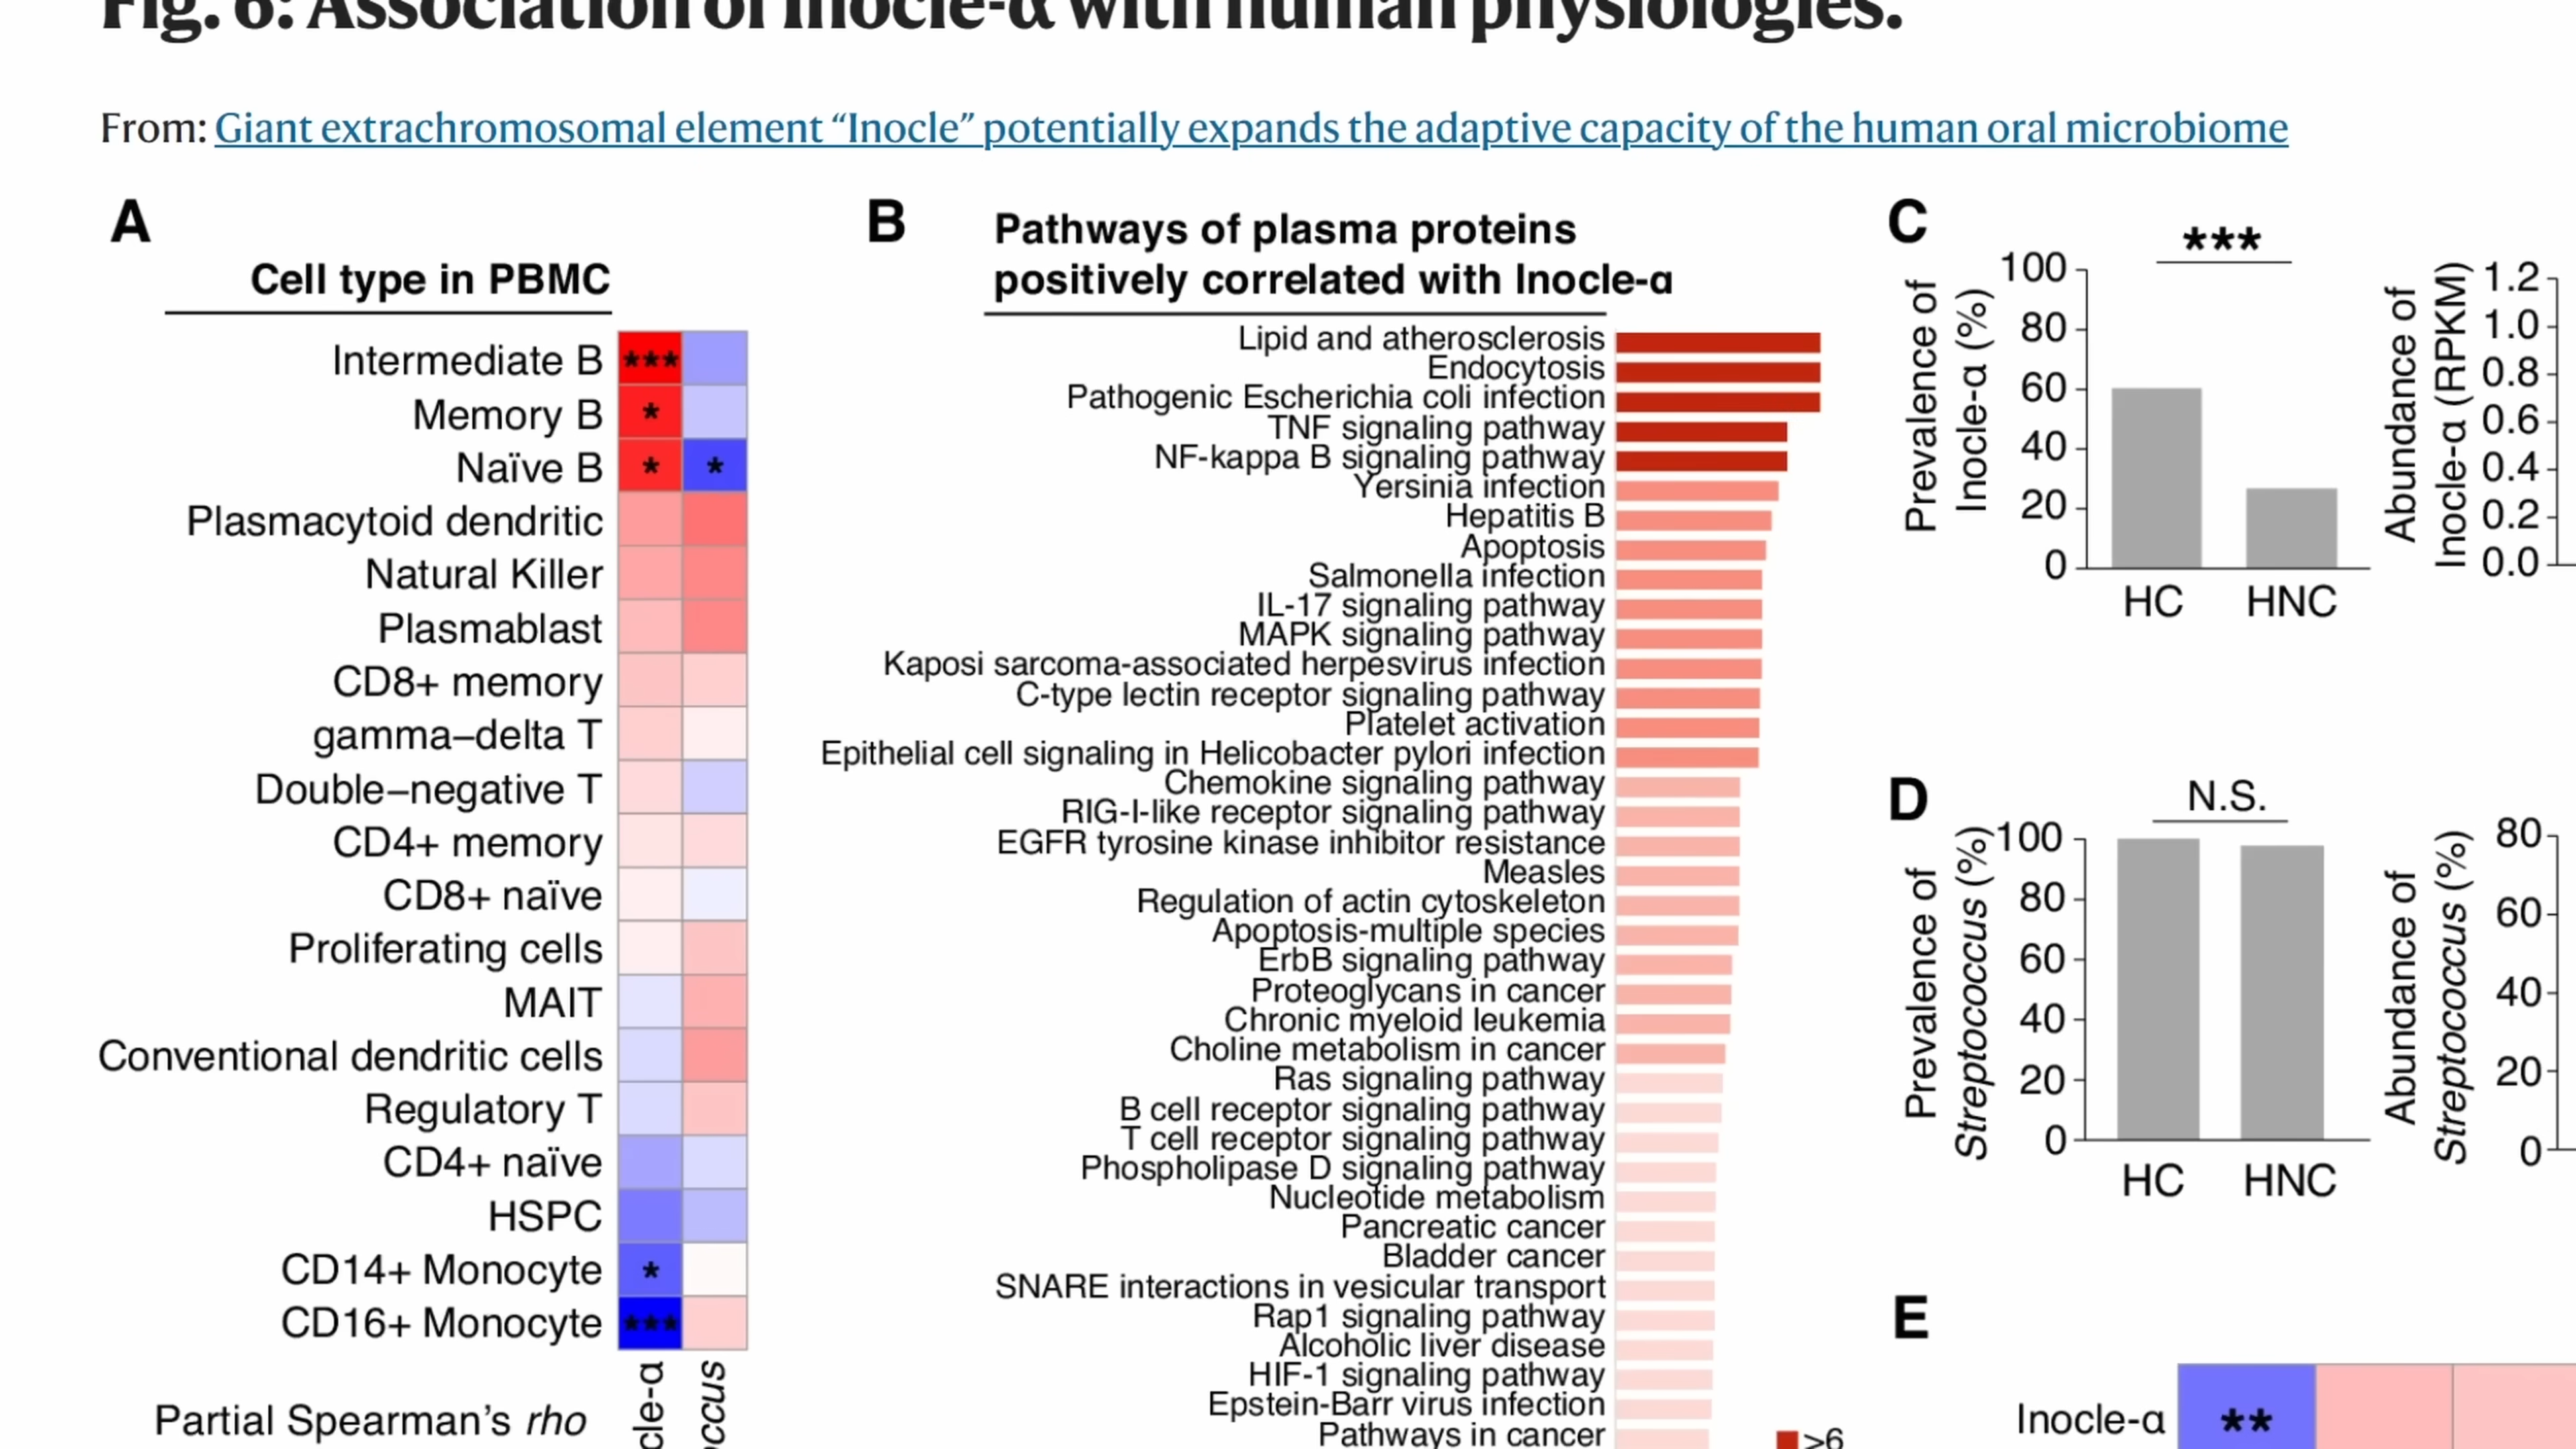 Fig. 6: Association of Inocle-α with human physiologies.
From: Giant extrachromosomal element “Inocle” potentially expands the adaptive capacity of the human oral microbiome
A
Cell type in PBMC
Intermediate B
***
Memory B
*
Naïve B
*
*
Plasmacytoid dendritic
Natural Killer
Plasmablast
CD8+ memory
gamma–delta T
Double–negative T
CD4+ memory
CD8+ naïve
Proliferating cells
MAIT
Conventional dendritic cells
Regulatory T
CD4+ naïve
HSPC
CD14+ Monocyte
*
CD16+ Monocyte
***
cle-α
occus
Partial Spearman's rho
B
Pathways of plasma proteins
positively correlated with Inocle-α
Lipid and atherosclerosis
Endocytosis
Pathogenic Escherichia coli infection
TNF signaling pathway
NF-kappa B signaling pathway
Yersinia infection
Hepatitis B
Apoptosis
Salmonella infection
IL-17 signaling pathway
MAPK signaling pathway
Kaposi sarcoma-associated herpesvirus infection
C-type lectin receptor signaling pathway
Platelet activation
Epithelial cell signaling in Helicobacter pylori infection
Chemokine signaling pathway
RIG-I-like receptor signaling pathway
EGFR tyrosine kinase inhibitor resistance
Measles
Regulation of actin cytoskeleton
Apoptosis-multiple species
ErbB signaling pathway
Proteoglycans in cancer
Chronic myeloid leukemia
Choline metabolism in cancer
Ras signaling pathway
B cell receptor signaling pathway
T cell receptor signaling pathway
Phospholipase D signaling pathway
Nucleotide metabolism
Pancreatic cancer
Bladder cancer
SNARE interactions in vesicular transport
Rap1 signaling pathway
Alcoholic liver disease
HIF-1 signaling pathway
Epstein-Barr virus infection
Pathways in cancer
>6
C
Prevalence of
Inocle-α (%)
***
100
80
60
40
20
0
HC
HNC
Abundance of
Inocle-α (RPKM)
1.2
1.0
0.8
0.6
0.4
0.2
0.0
D
Prevalence of
Streptococcus (%)
N.S.
100
80
60
40
20
0
HC
HNC
Abundance of
Streptococcus (%)
80
60
40
20
0
E
Inocle-α
**